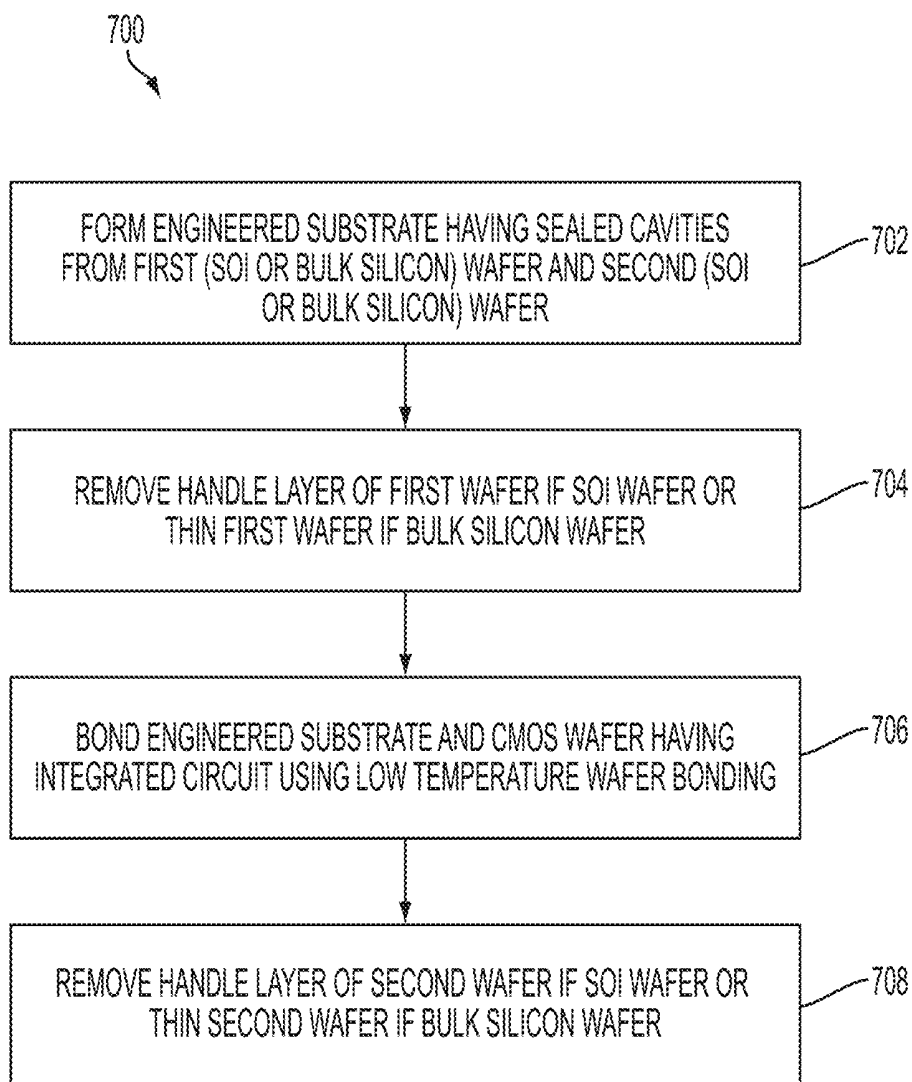 700
FORM ENGINEERED SUBSTRATE HAVING SEALED CAVITIES
FROM FIRST (SOI OR BULK SILICON) WAFER AND SECOND (SOI
OR BULK SILICON) WAFER
702
REMOVE HANDLE LAYER OF FIRST WAFER IF SOI WAFER OR
THIN FIRST WAFER IF BULK SILICON WAFER
704
BOND ENGINEERED SUBSTRATE AND CMOS WAFER HAVING
INTEGRATED CIRCUIT USING LOW TEMPERATURE WAFER BONDING
706
REMOVE HANDLE LAYER OF SECOND WAFER IF SOI WAFER OR
THIN SECOND WAFER IF BULK SILICON WAFER
708